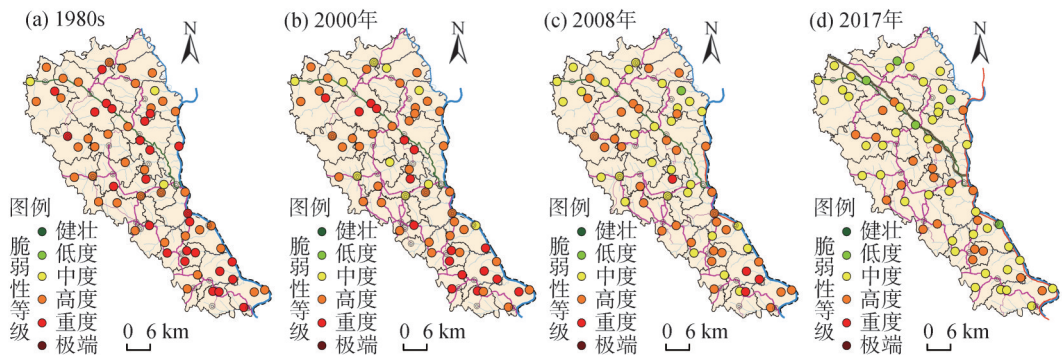 (a) 1980s
N
图例
脆弱性等级
健壮
低度
中度
高度
重度
极端
0 6 km
(b) 2000年
N
图例
脆弱性等级
健壮
低度
中度
高度
重度
极端
0 6 km
(c) 2008年
N
图例
脆弱性等级
健壮
低度
中度
高度
重度
极端
0 6 km
(d) 2017年
N
图例
脆弱性等级
健壮
低度
中度
高度
重度
极端
0 6 km